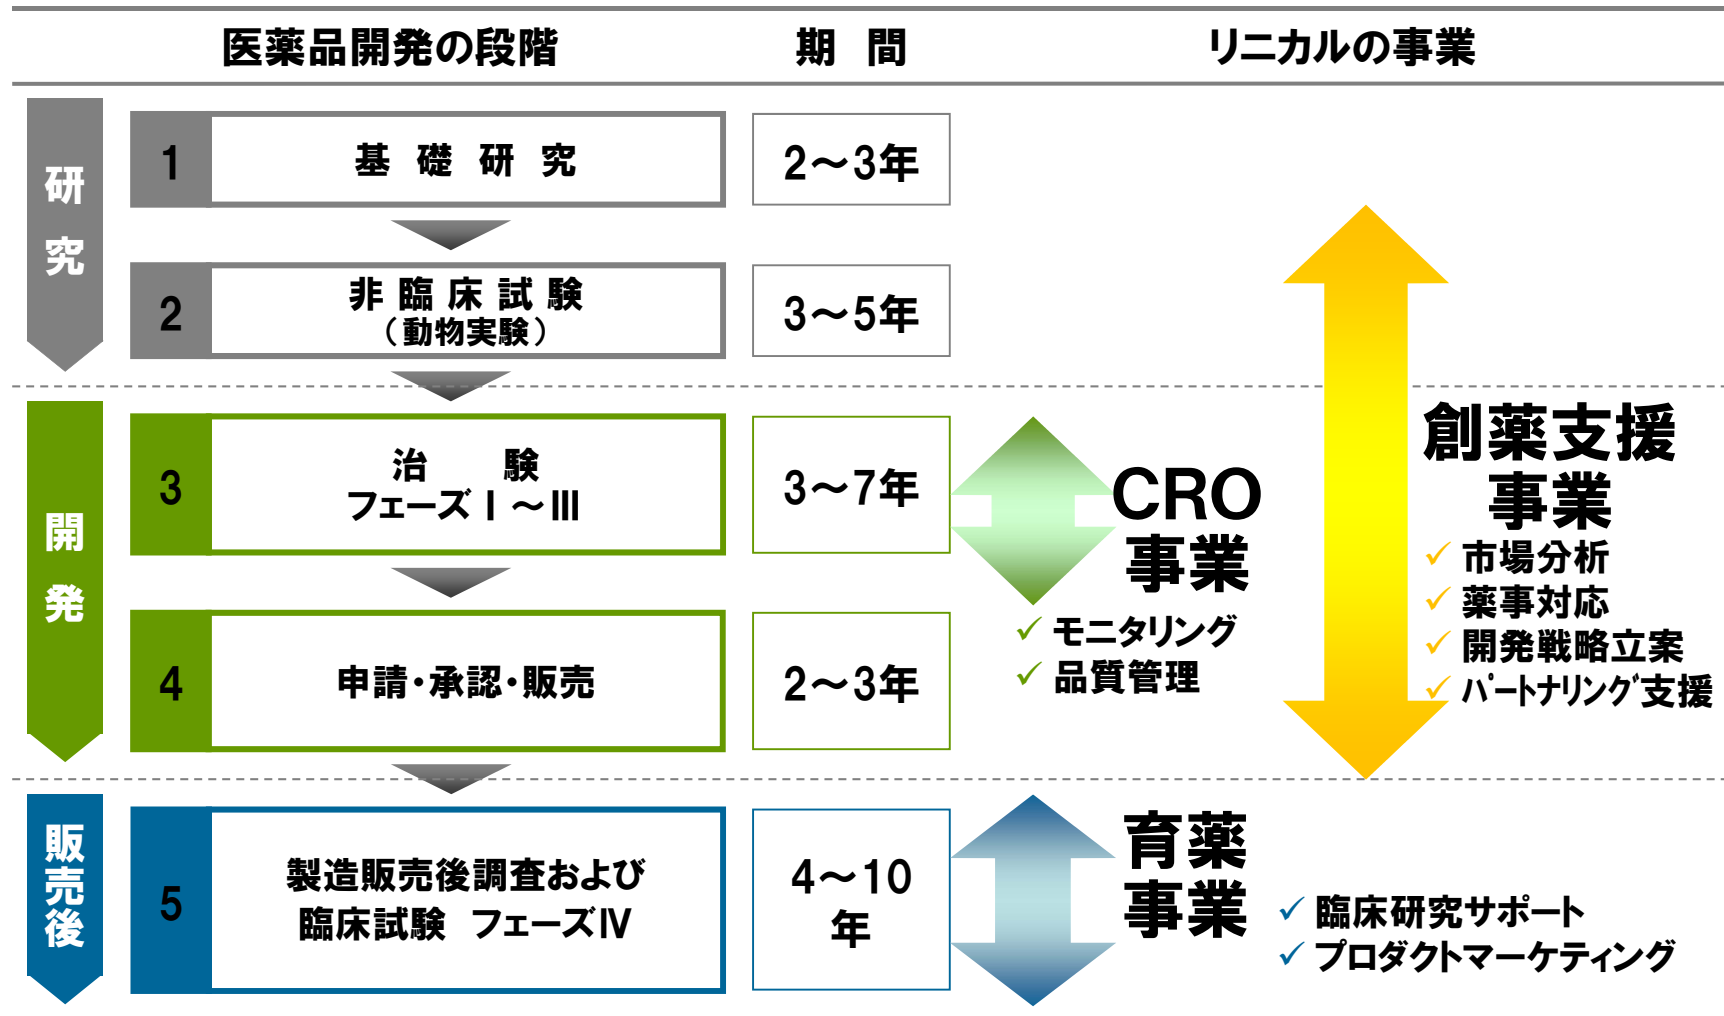 医薬品開発の段階
期 間
リニカルの事業
研究
1
基 礎 研 究
2～3年
2
非 臨 床 試 験
（動物実験）
3～5年
開発
3
治 験
フェーズⅠ～Ⅲ
3～7年
CRO
事業
✓ モニタリング
✓ 品質管理
創薬支援
事業
✓ 市場分析
✓ 薬事対応
✓ 開発戦略立案
✓ パートナリング支援
4
申請・承認・販売
2～3年
販売後
5
製造販売後調査および
臨床試験 フェーズⅣ
4～10
年
育薬
事業
✓ 臨床研究サポート
✓ プロダクトマーケティング